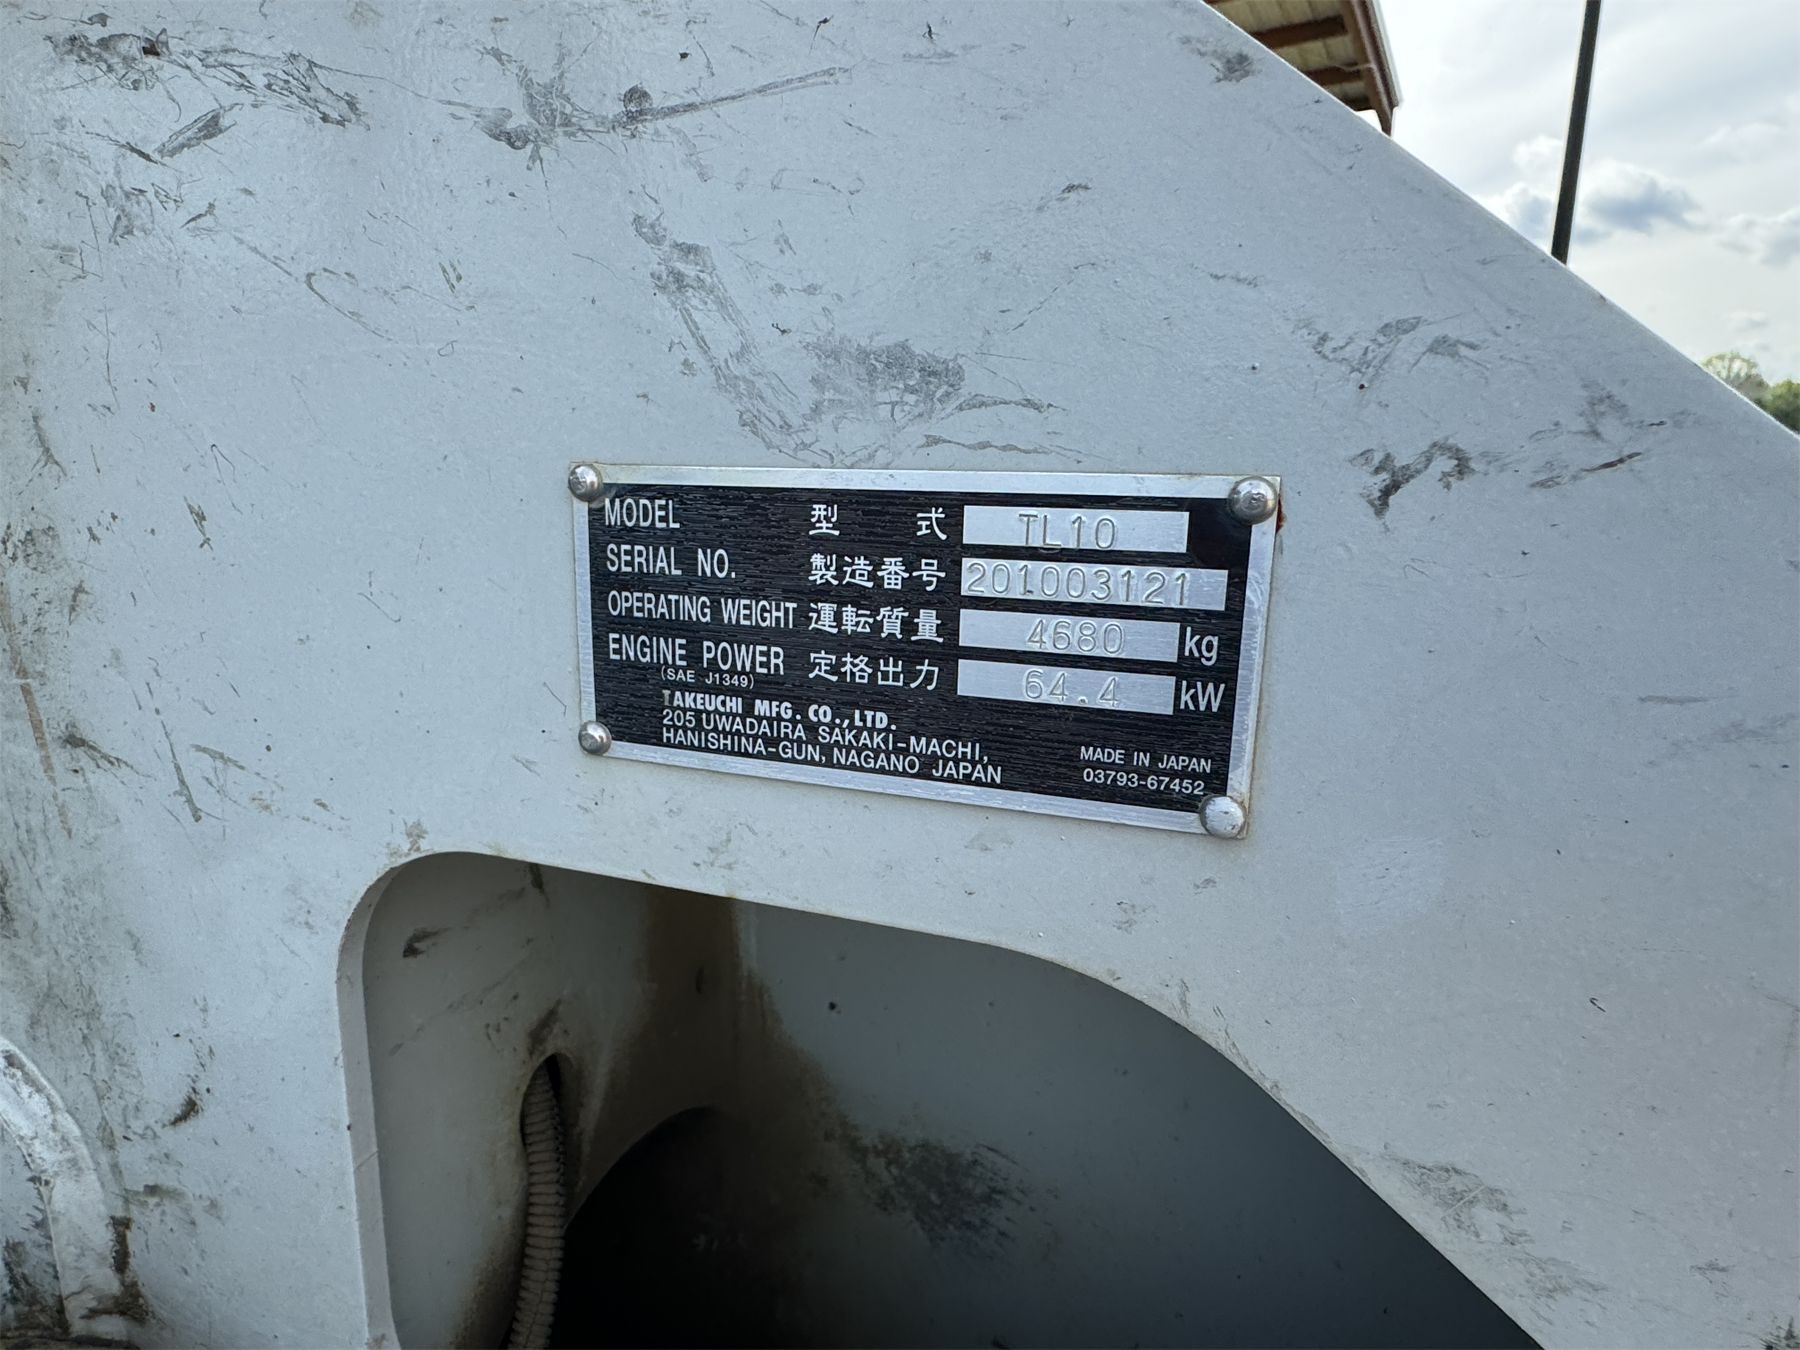 MODEL 型 式 TL10
SERIAL NO. 製造番号 201003121
OPERATING WEIGHT 運転質量 4680 kg
ENGINE POWER 定格出力 64.4 kW
(SAE J1349)
TAKEUCHI MFG. CO.,LTD.
205 UWADAIRA SAKAKI-MACHI,
HANISHINA-GUN, NAGANO JAPAN
MADE IN JAPAN
03793-67452